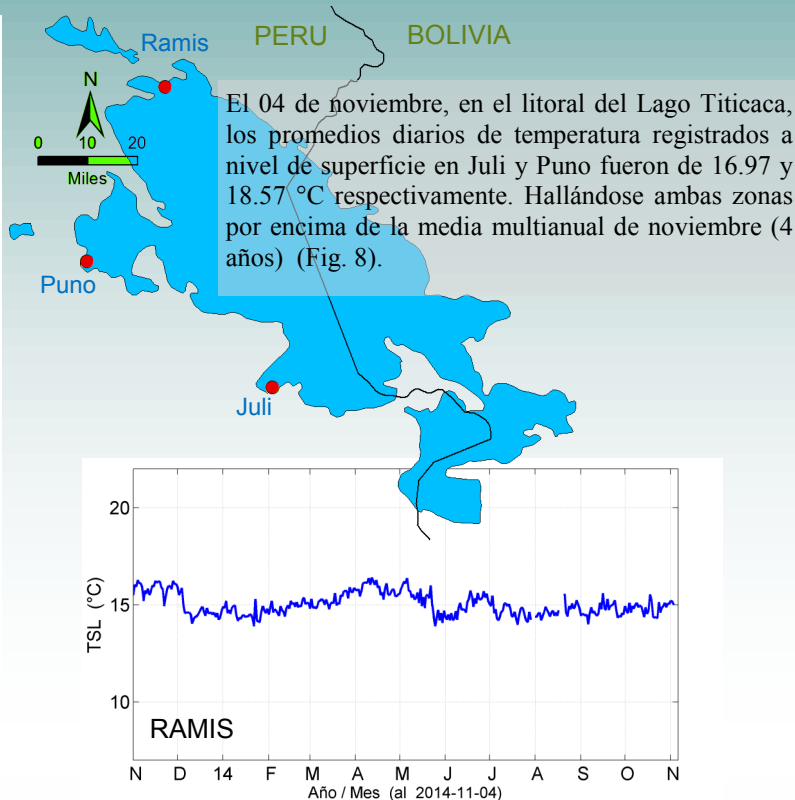 Ramis
PERU
BOLIVIA
N
0 10 20
Miles
El 04 de noviembre, en el litoral del Lago Titicaca,
los promedios diarios de temperatura registrados a
nivel de superficie en Juli y Puno fueron de 16.97 y
18.57 °C respectivamente. Hallándose ambas zonas
por encima de la media multianual de noviembre (4
años) (Fig. 8).
Puno
Juli
20
15
10
TSL (°C)
RAMIS
N D 14 F M A M J J A S O N
Año / Mes (al 2014-11-04)